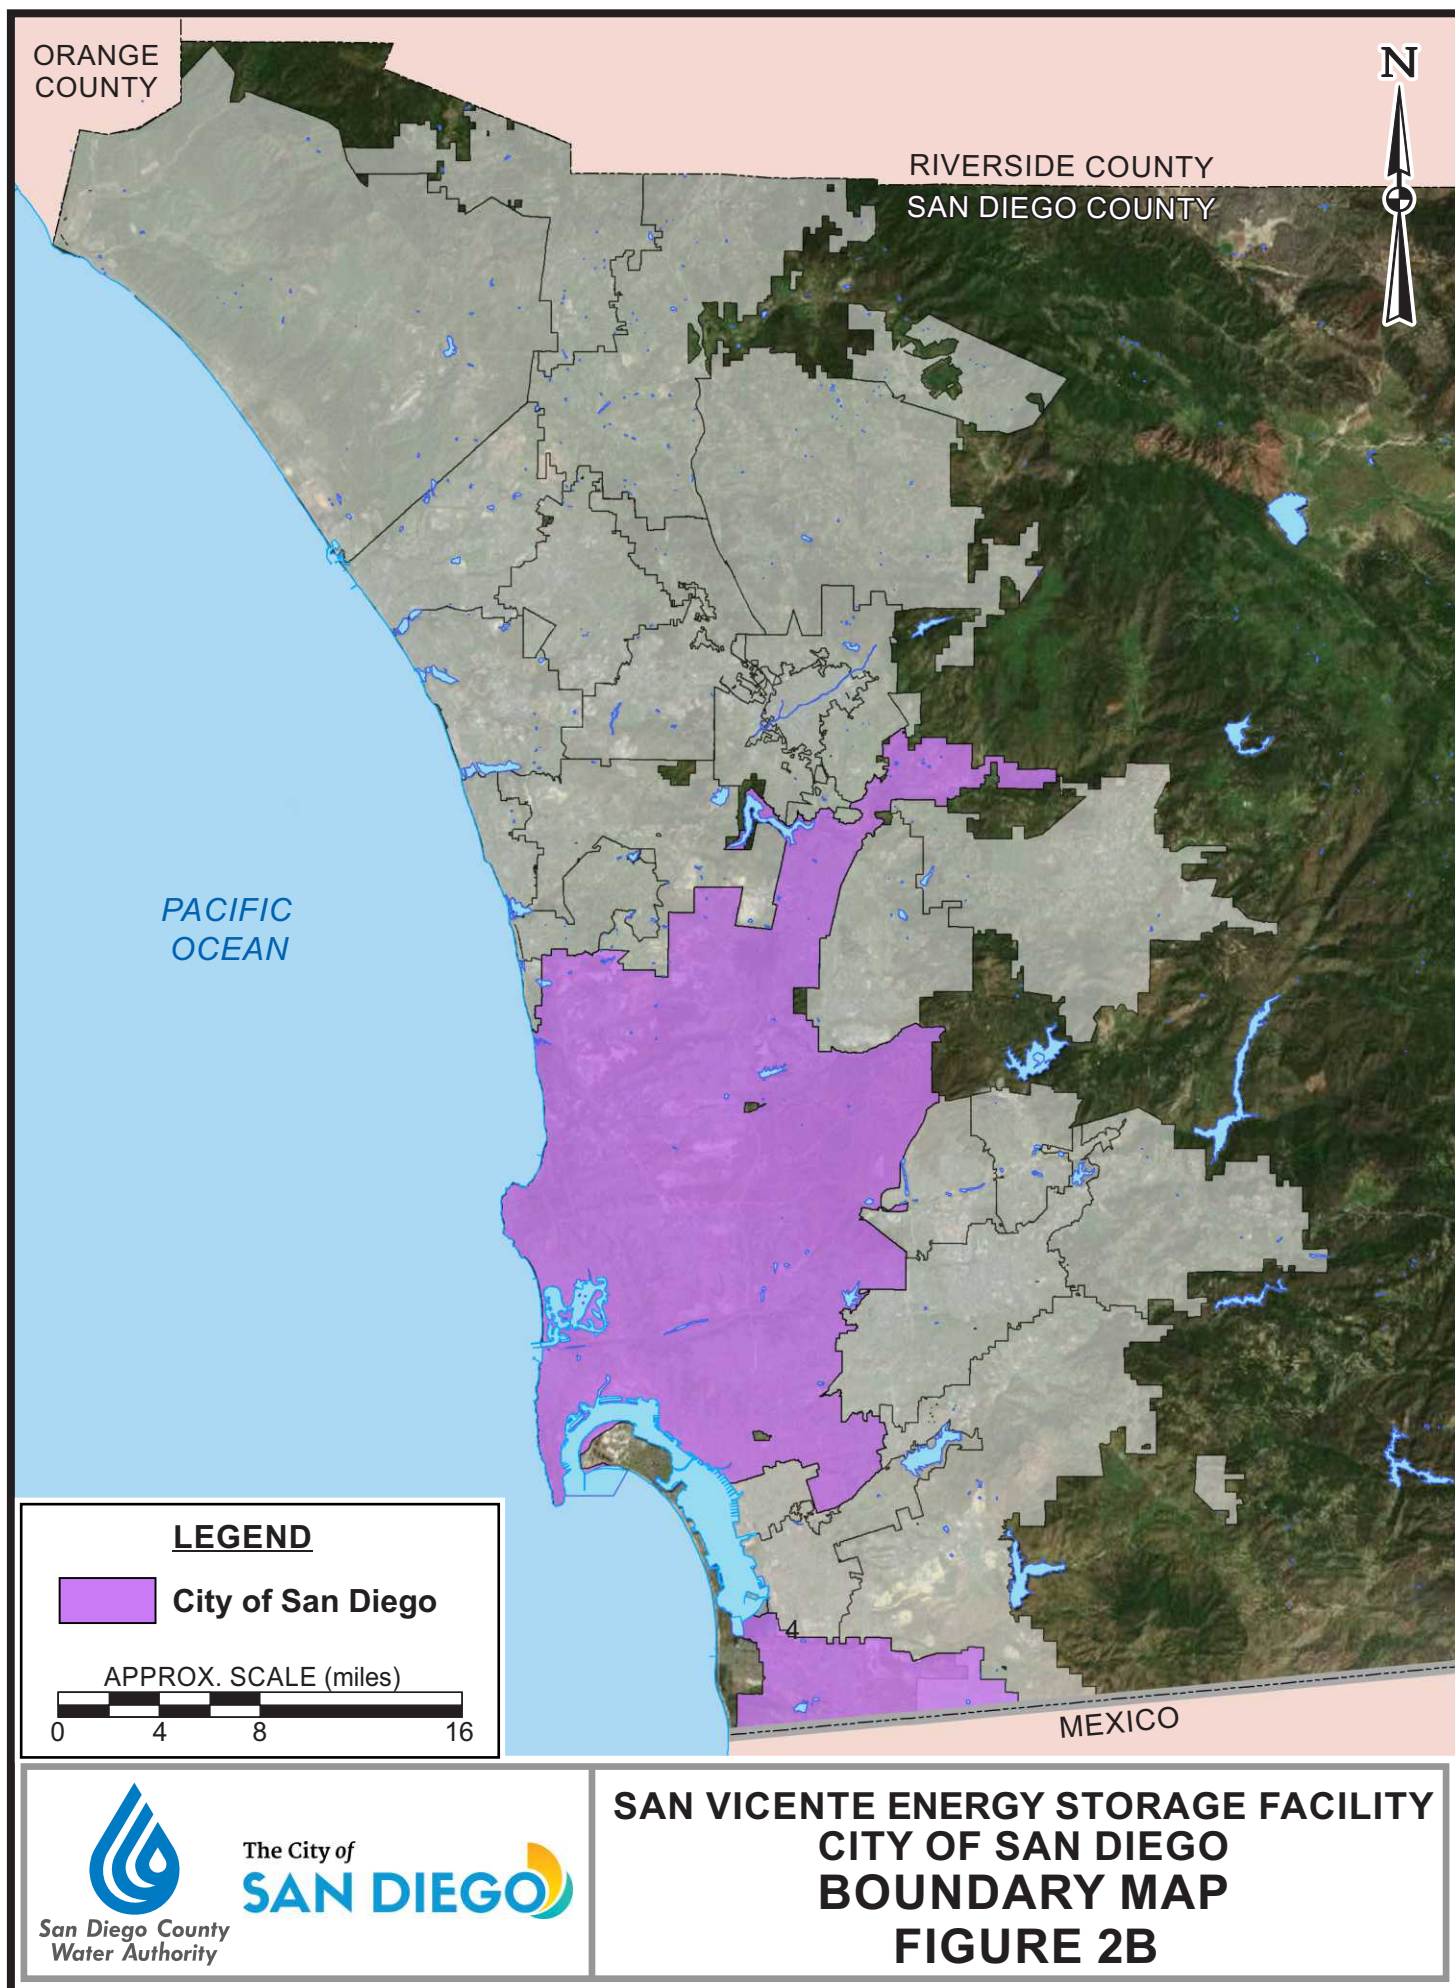 ORANGE
COUNTY
N
RIVERSIDE COUNTY
SAN DIEGO COUNTY
PACIFIC
OCEAN
4
MEXICO
LEGEND
City of San Diego
APPROX. SCALE (miles)
0 4 8 16
San Diego County
Water Authority
The City of
SAN DIEGO
SAN VICENTE ENERGY STORAGE FACILITY
CITY OF SAN DIEGO
BOUNDARY MAP
FIGURE 2B